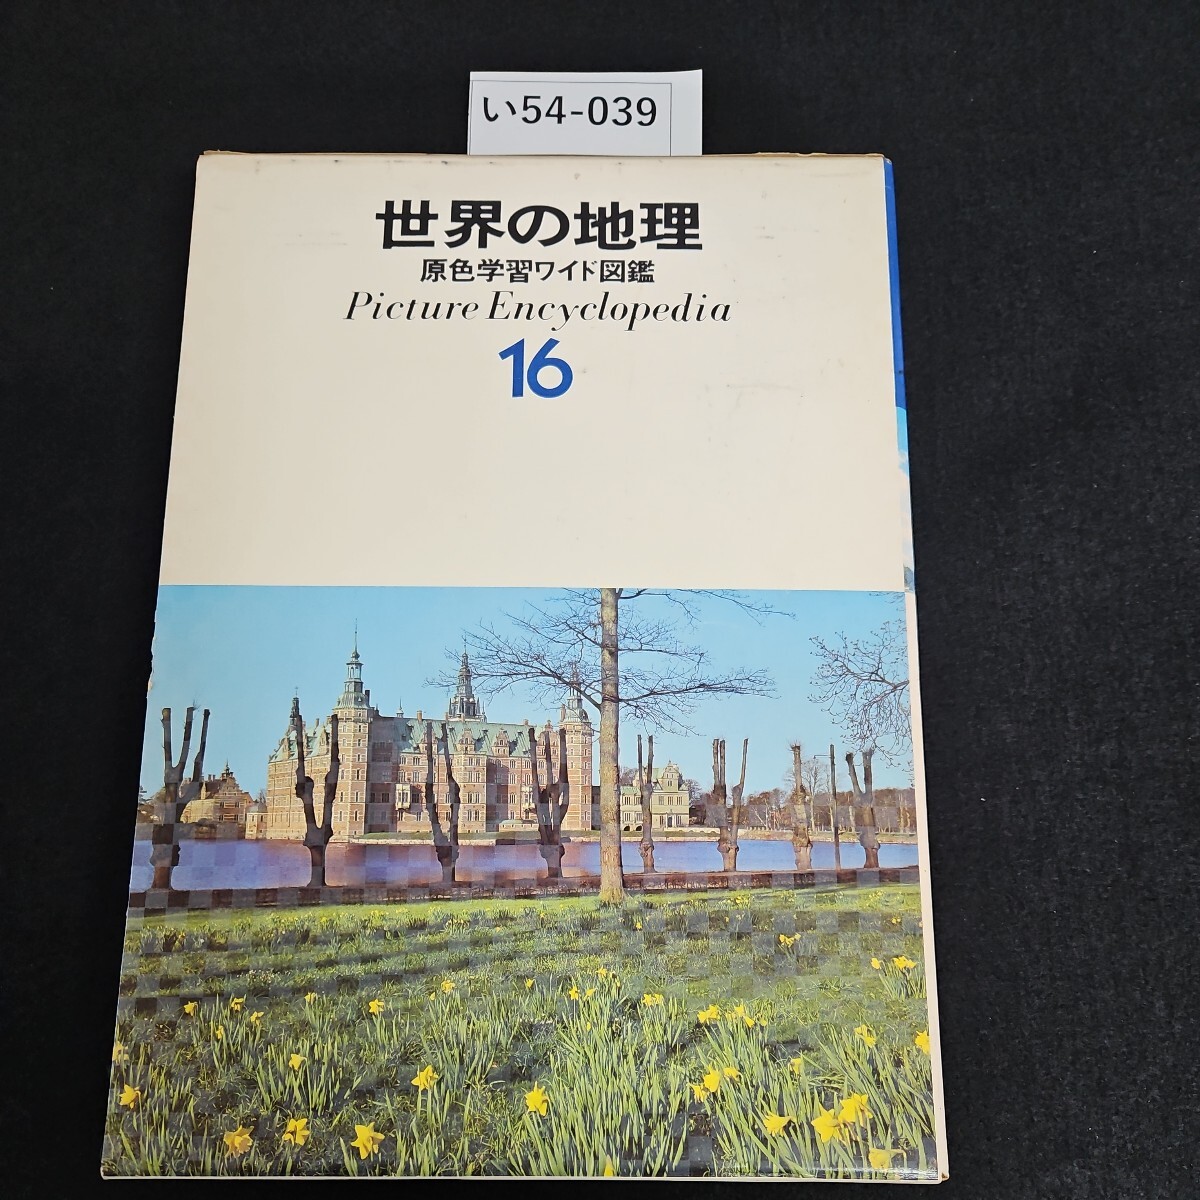 い54-039
世界の地理
原色学習ワイド図鑑
Picture Encyclopedia
16